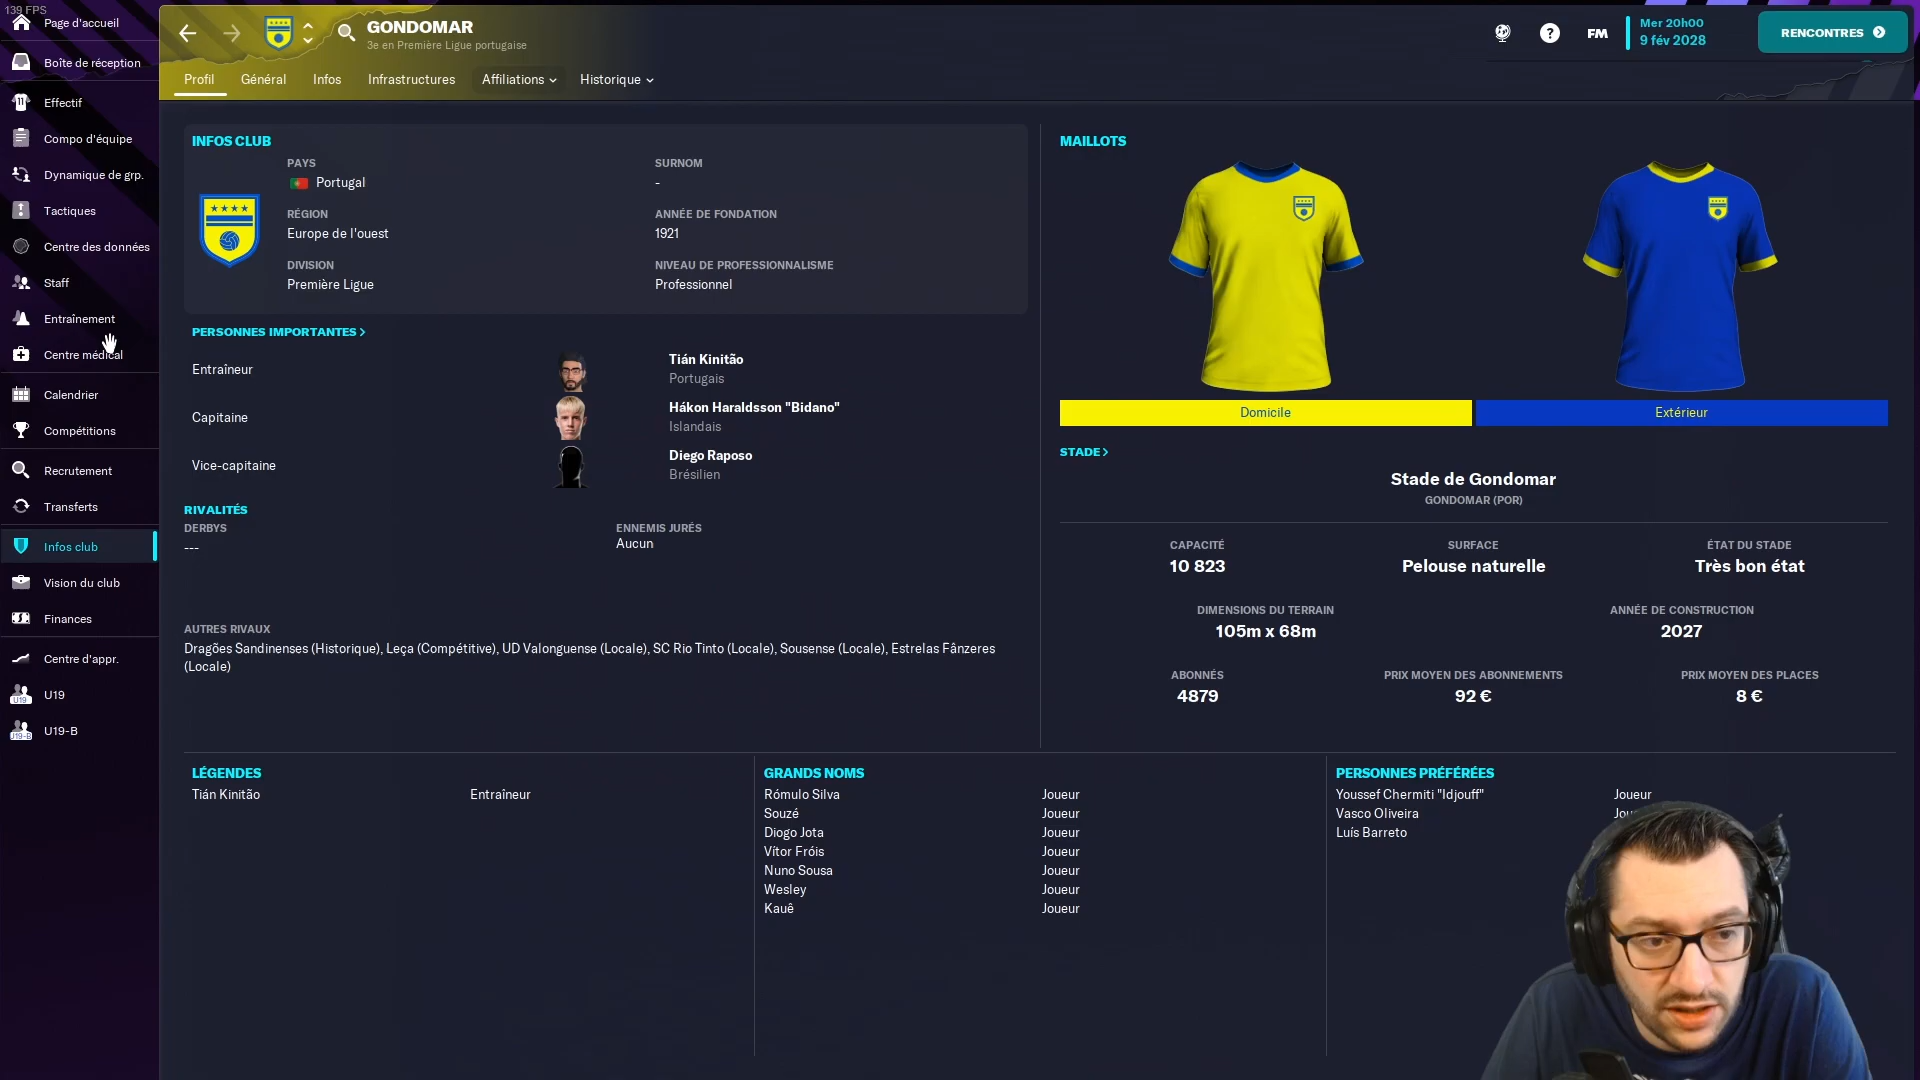 139 FPS
Page d'accueil
Boîte de réception
Effectif
Compo d'équipe
Dynamique de grp.
Tactiques
Centre des données
Staff
Entraînement
Centre médical
Calendrier
Compétitions
Recrutement
Transferts
Infos club
Vision du club
Finances
Centre d'appr.
U19
U19-B
GONDOMAR
3e en Première Ligue portugaise
FM
Mer 20h00
9 fév 2028
RENCONTRES
Profil Général Infos Infrastructures Affiliations Historique
INFOS CLUB
PAYS
Portugal
RÉGION
Europe de l'ouest
DIVISION
Première Ligue
SURNOM
-
ANNÉE DE FONDATION
1921
NIVEAU DE PROFESSIONNALISME
Professionnel
PERSONNES IMPORTANTES >
Entraîneur
Tián Kinitão
Portugais
Capitaine
Hákon Haraldsson "Bidano"
Islandais
Vice-capitaine
Diego Raposo
Brésilien
RIVALITÉS
DERBYS
---
ENNEMIS JURÉS
Aucun
AUTRES RIVAUX
Dragões Sandinenses (Historique), Leça (Compétitive), UD Valonguense (Locale), SC Rio Tinto (Locale), Sousense (Locale), Estrelas Fânzeres
(Locale)
MAILLOTS
Domicile
Extérieur
STADE >
Stade de Gondomar
GONDOMAR (POR)
CAPACITÉ
10 823
SURFACE
Pelouse naturelle
ÉTAT DU STADE
Très bon état
DIMENSIONS DU TERRAIN
105m x 68m
ANNÉE DE CONSTRUCTION
2027
ABONNÉS
4879
PRIX MOYEN DES ABONNEMENTS
92 €
PRIX MOYEN DES PLACES
8 €
LÉGENDES
Tián Kinitão Entraîneur
GRANDS NOMS
Rómulo Silva Joueur
Souzé Joueur
Diogo Jota Joueur
Vítor Fróis Joueur
Nuno Sousa Joueur
Wesley Joueur
Kauê Joueur
PERSONNES PRÉFÉRÉES
Youssef Chermiti "Idjouff" Joueur
Vasco Oliveira
Luís Barreto